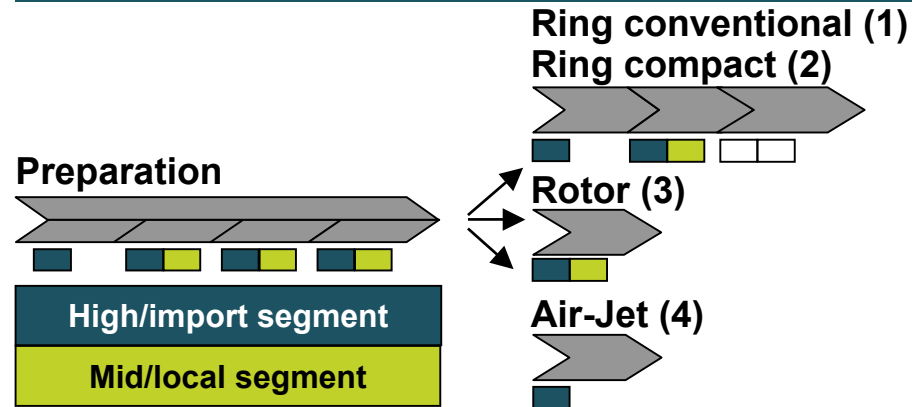 Ring conventional (1)
Ring compact (2)
Preparation
Rotor (3)
High/import segment
Air-Jet (4)
Mid/local segment